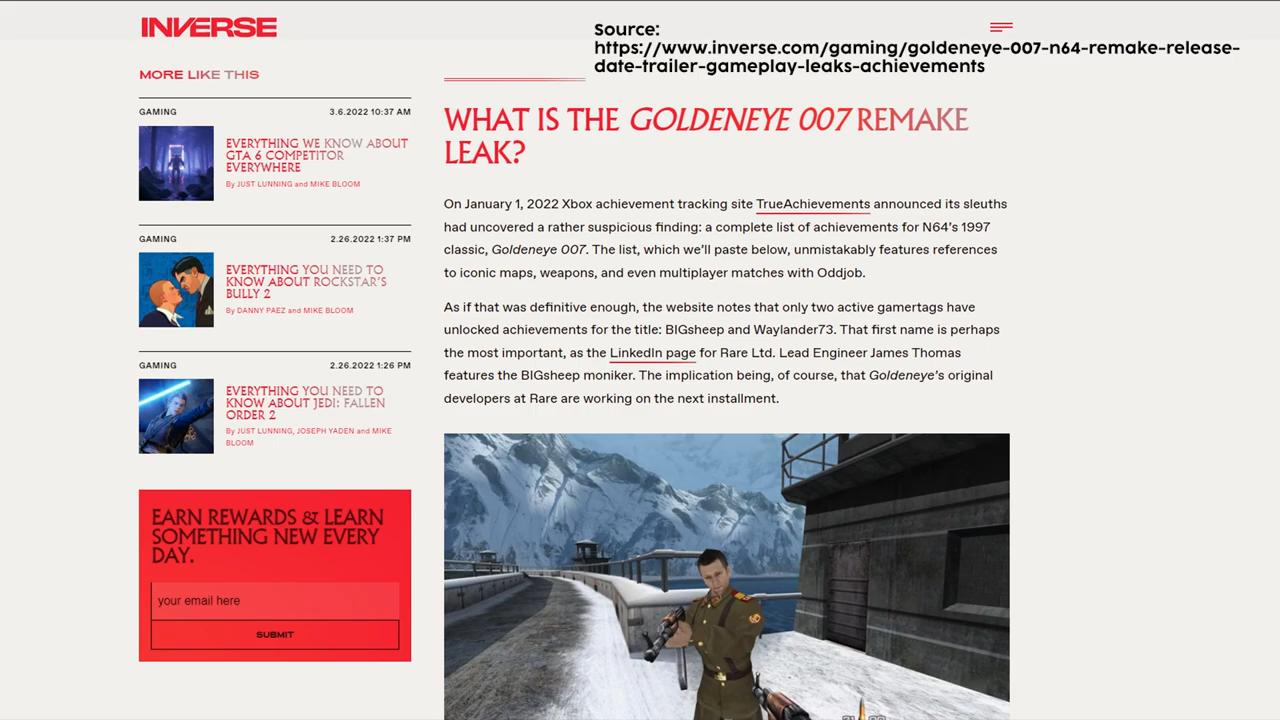 INVERSE
Source:
https://www.inverse.com/gaming/goldeneye-007-n64-remake-release-
date-trailer-gameplay-leaks-achievements
MORE LIKE THIS
GAMING 3.6.2022 10:37 AM
EVERYTHING WE KNOW ABOUT
GTA 6 COMPETITOR
EVERYWHERE
By JUST LUNNING and MIKE BLOOM
GAMING 2.26.2022 1:37 PM
EVERYTHING YOU NEED TO
KNOW ABOUT ROCKSTAR'S
BULLY 2
By DANNY PAEZ and MIKE BLOOM
GAMING 2.26.2022 1:26 PM
EVERYTHING YOU NEED TO
KNOW ABOUT JEDI: FALLEN
ORDER 2
By JUST LUNNING, JOSEPH YADEN and MIKE
BLOOM
EARN REWARDS & LEARN
SOMETHING NEW EVERY
DAY.
your email here
SUBMIT
WHAT IS THE GOLDENEYE 007 REMAKE
LEAK?
On January 1, 2022 Xbox achievement tracking site TrueAchievements announced its sleuths
had uncovered a rather suspicious finding: a complete list of achievements for N64's 1997
classic, Goldeneye 007. The list, which we'll paste below, unmistakably features references
to iconic maps, weapons, and even multiplayer matches with Oddjob.
As if that was definitive enough, the website notes that only two active gamertags have
unlocked achievements for the title: BIGsheep and Waylander73. That first name is perhaps
the most important, as the LinkedIn page for Rare Ltd. Lead Engineer James Thomas
features the BIGsheep moniker. The implication being, of course, that Goldeneye's original
developers at Rare are working on the next installment.